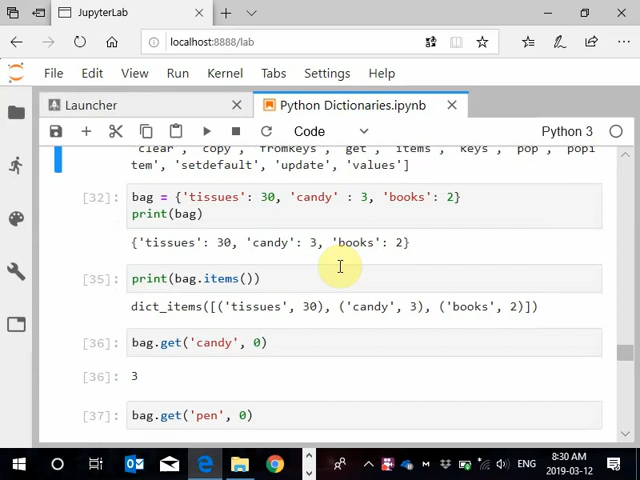 JupyterLab
localhost:8888/lab
File Edit View Run Kernel Tabs Settings Help
Launcher
Python Dictionaries.ipynb
Code
Python 3
'clear', 'copy', 'fromkeys', 'get', 'items', 'keys', 'pop', 'popi
tem', 'setdefault', 'update', 'values']
[32]: bag = {'tissues': 30, 'candy' : 3, 'books': 2}
print(bag)
{'tissues': 30, 'candy': 3, 'books': 2}
[35]: print(bag.items())
dict_items([('tissues', 30), ('candy', 3), ('books', 2)])
[36]: bag.get('candy', 0)
[36]: 3
[37]: bag.get('pen', 0)
ENG
8:30 AM
2019-03-12